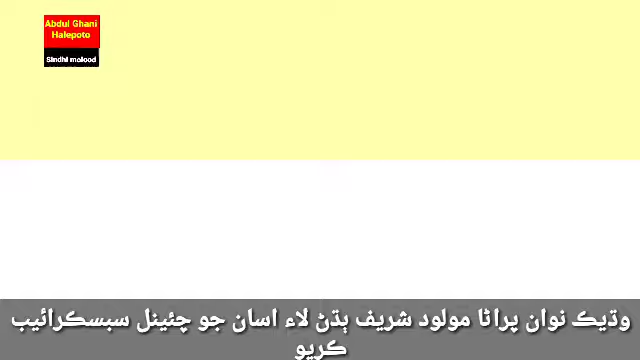 Abdul Ghani
Halepoto
Sindhi molood
وڌيڪ نوان پراڻا مولود شريف ٻڌڻ لاءِ اسان جو چئينل سبسڪرائيب
ڪريو